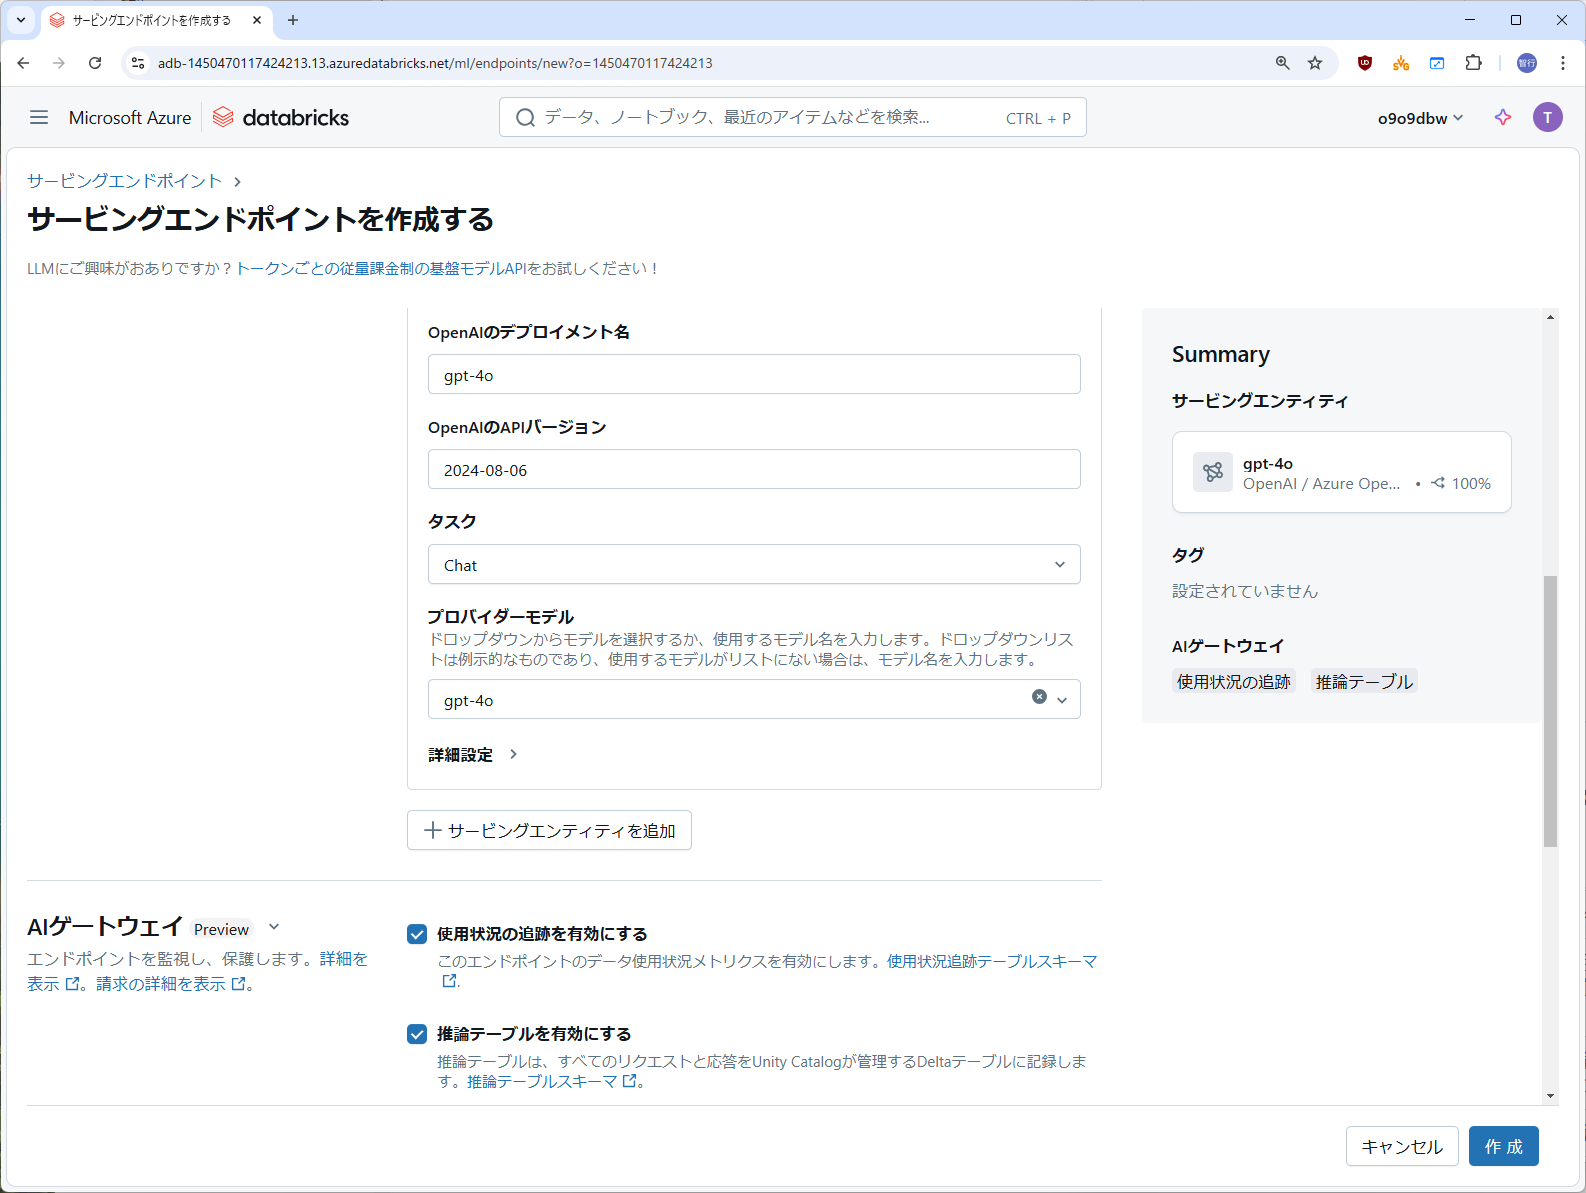 サービングエンドポイントを作成する
adb-1450470117424213.13.azuredatabricks.net/ml/endpoints/new?o=1450470117424213
智行
Microsoft Azure
databricks
データ、ノートブック、最近のアイテムなどを検索...
CTRL + P
o9o9dbw
T
サービングエンドポイント
サービングエンドポイントを作成する
LLMにご興味がおありですか？トークンごとの従量課金制の基盤モデルAPIをお試しください！
OpenAIのデプロイメント名
gpt-4o
OpenAIのAPIバージョン
2024-08-06
タスク
Chat
プロバイダーモデル
ドロップダウンからモデルを選択するか、使用するモデル名を入力します。ドロップダウンリス
トは例示的なものであり、使用するモデルがリストにない場合は、モデル名を入力します。
gpt-4o
詳細設定
サービングエンティティを追加
Summary
サービングエンティティ
gpt-4o
OpenAI / Azure Ope... • 100%
タグ
設定されていません
AIゲートウェイ
使用状況の追跡 推論テーブル
AIゲートウェイ Preview
エンドポイントを監視し、保護します。詳細を
表示。請求の詳細を表示。
使用状況の追跡を有効にする
このエンドポイントのデータ使用状況メトリクスを有効にします。使用状況追跡テーブルスキーマ
.
推論テーブルを有効にする
推論テーブルは、すべてのリクエストと応答をUnity Catalogが管理するDeltaテーブルに記録しま
す。推論テーブルスキーマ。
キャンセル
作 成